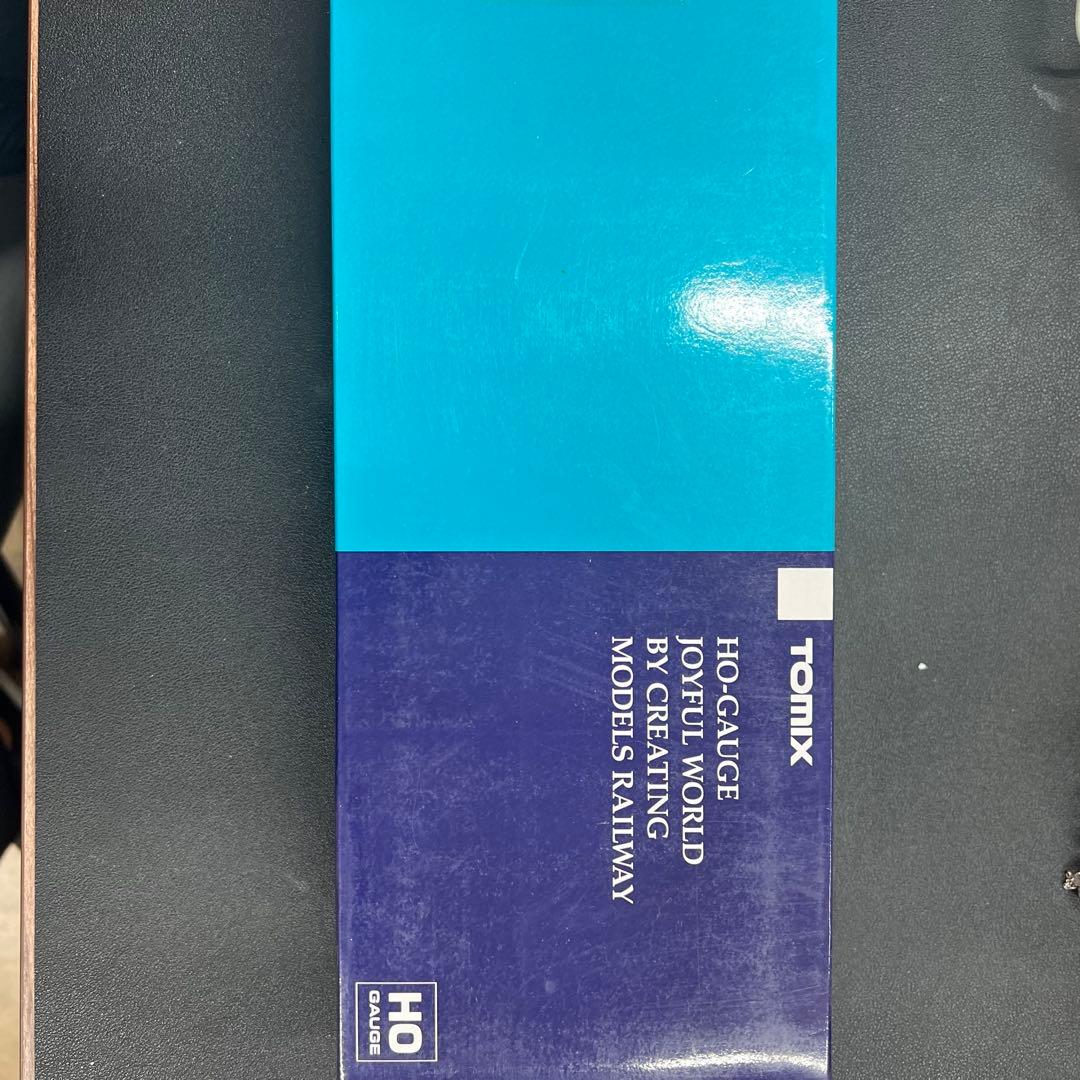 TOMIX
HO-GAUGE
JOYFUL WORLD
BY CREATING
MODELS RAILWAY
HO
GAUGE